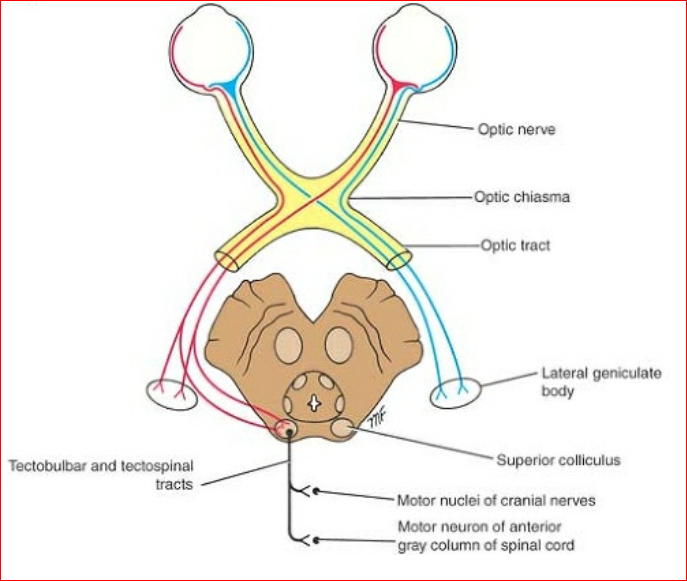 Optic nerve
Optic chiasma
Optic tract
Lateral geniculate
body
MF
Superior colliculus
Tectobulbar and tectospinal
tracts
Motor nuclei of cranial nerves
Motor neuron of anterior
gray column of spinal cord